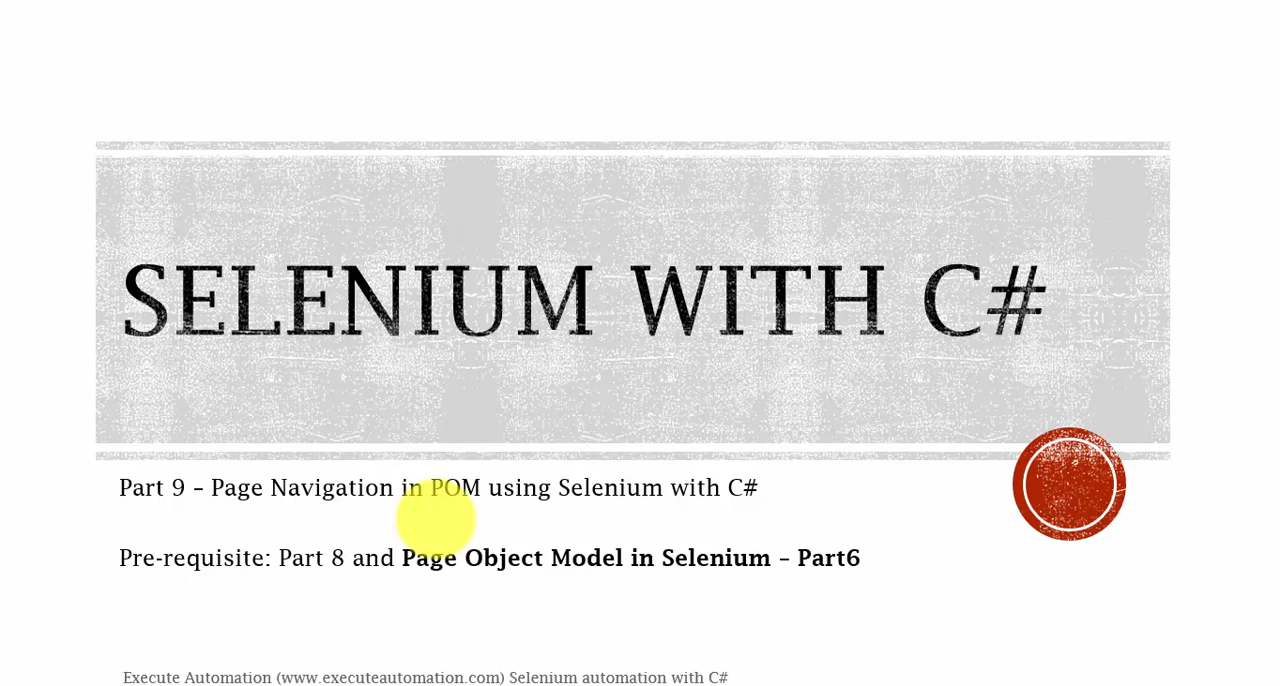 SELENIUM WITH C#
Part 9 – Page Navigation in POM using Selenium with C#
Pre-requisite: Part 8 and Page Object Model in Selenium – Part6
Execute Automation (www.executeautomation.com) Selenium automation with C#